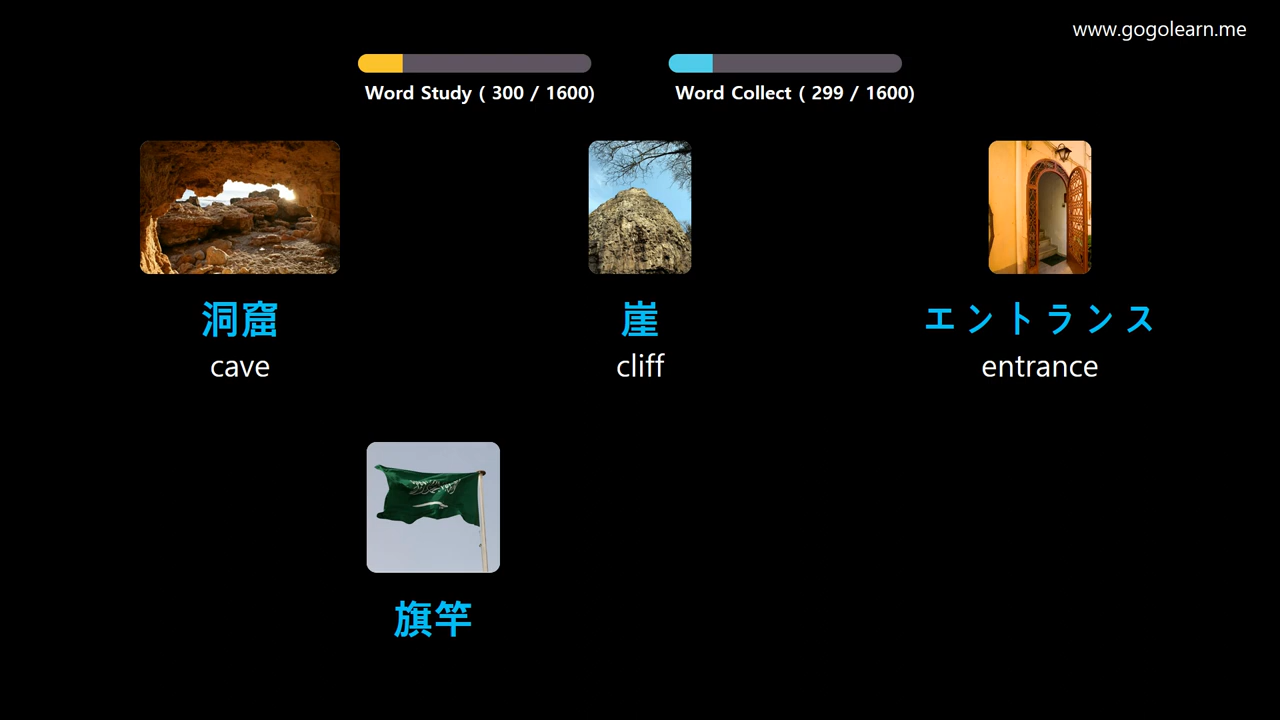 www.gogolearn.me
Word Study ( 300 / 1600)
Word Collect ( 299 / 1600)
洞窟
cave
崖
cliff
エントランス
entrance
旗竿